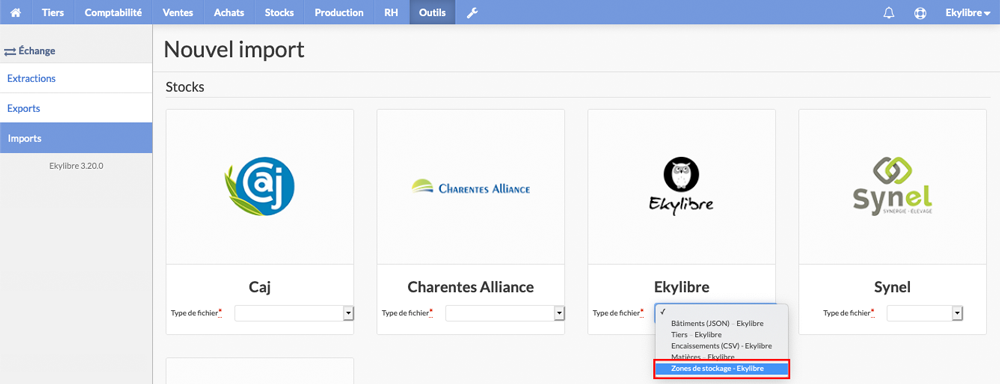 Tiers Comptabilité Ventes Achats Stocks Production RH Outils Ekylibre
Échange
Extractions
Exports
Imports
Ekylibre 3.20.0
Nouvel import
Stocks
Caj
CHARENTES ALLIANCE
Ekylibre
Synel
SYNERGIE - ÉLEVAGE
Caj
Charentes Alliance
Ekylibre
Synel
Type de fichier*
Type de fichier*
Type de fichier*
Type de fichier*
Bâtiments (JSON) - Ekylibre
Tiers - Ekylibre
Encaissements (CSV) - Ekylibre
Matières - Ekylibre
Zones de stockage - Ekylibre